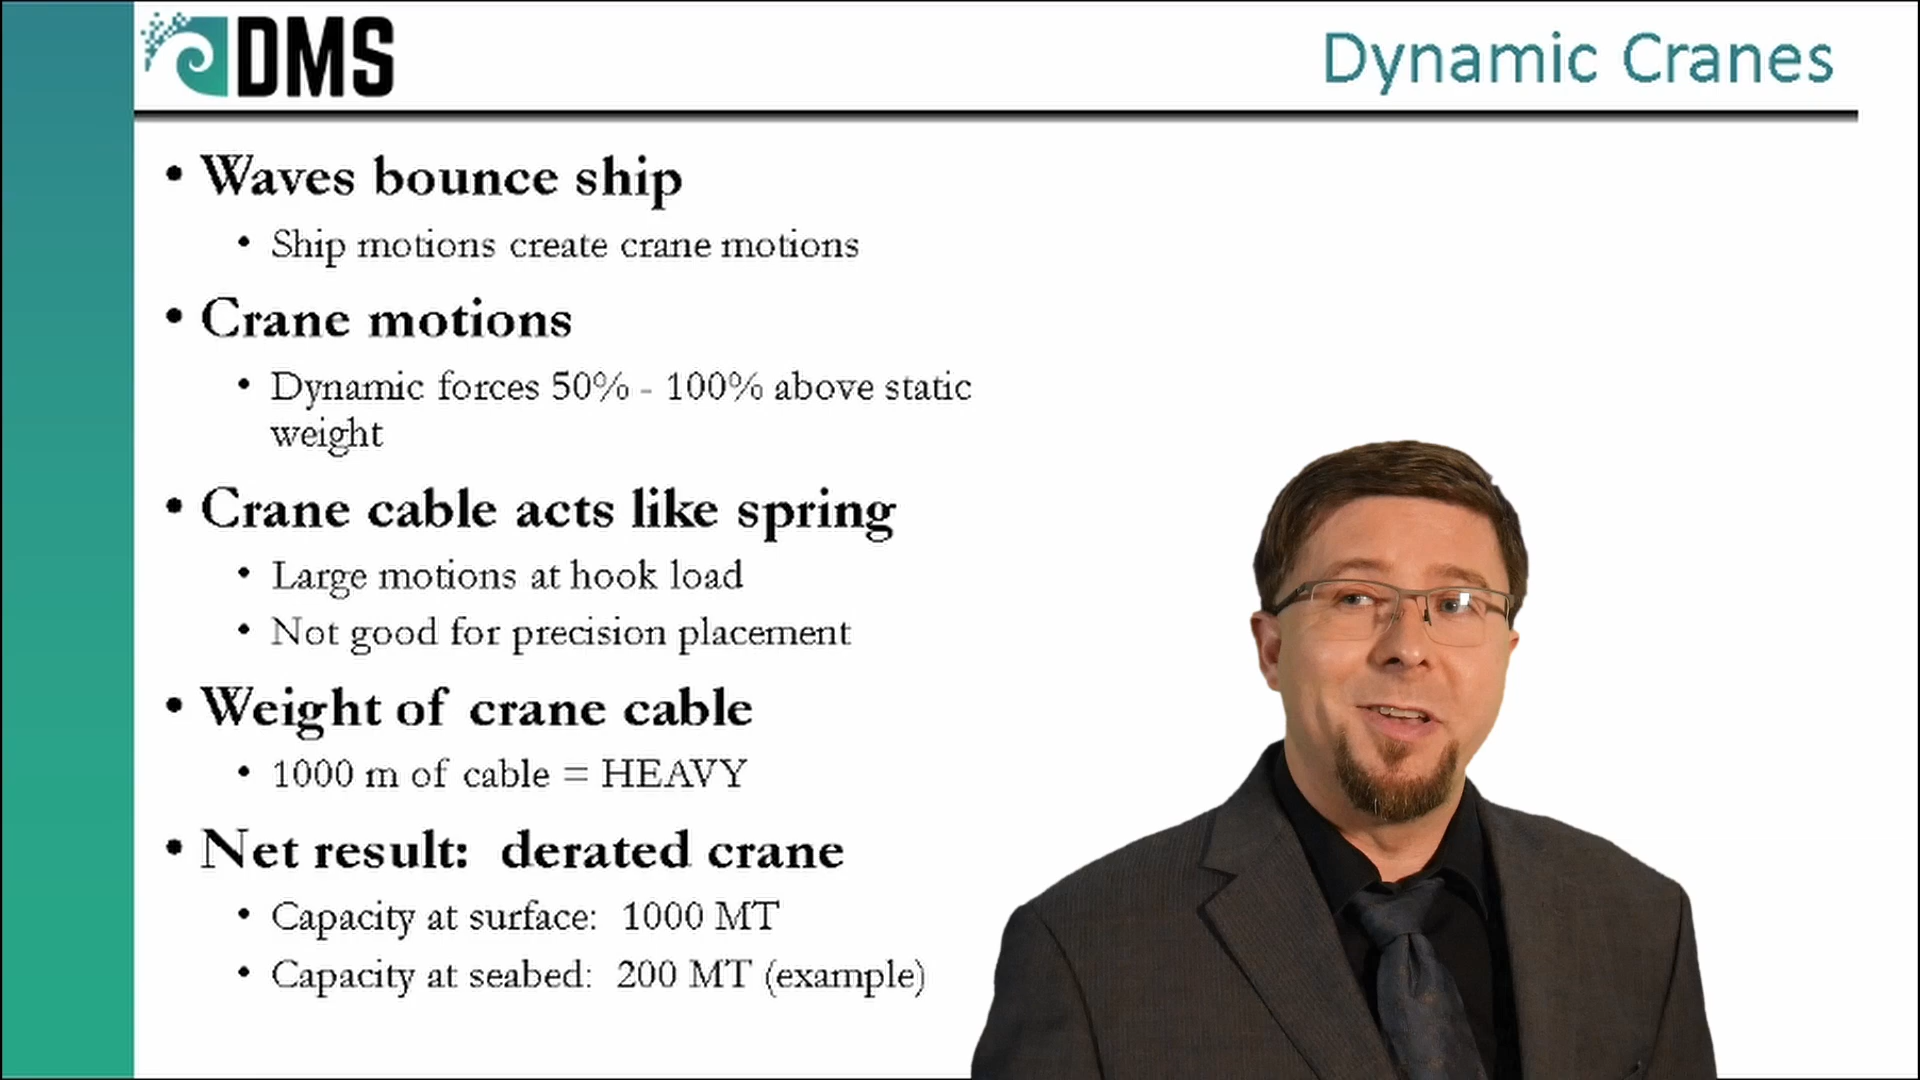 DMS
Dynamic Cranes
• Waves bounce ship
• Ship motions create crane motions
• Crane motions
• Dynamic forces 50% - 100% above static
weight
• Crane cable acts like spring
• Large motions at hook load
• Not good for precision placement
• Weight of crane cable
• 1000 m of cable = HEAVY
• Net result: derated crane
• Capacity at surface: 1000 MT
• Capacity at seabed: 200 MT (example)